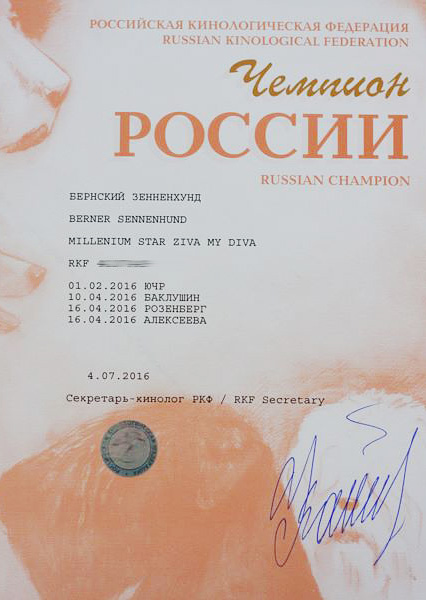 РОССИЙСКАЯ КИНОЛОГИЧЕСКАЯ ФЕДЕРАЦИЯ
RUSSIAN KINOLOGICAL FEDERATION
Чемпион
РОССИИ
RUSSIAN CHAMPION
БЕРНСКИЙ ЗЕННЕНХУНД
BERNER SENNENHUND
MILLENIUM STAR ZIVA MY DIVA
RKF
01.02.2016 ЮЧР
10.04.2016 БАКЛУШИН
16.04.2016 РОЗЕНБЕРГ
16.04.2016 АЛЕКСЕЕВА
4.07.2016
Секретарь-кинолог РКФ / RKF Secretary